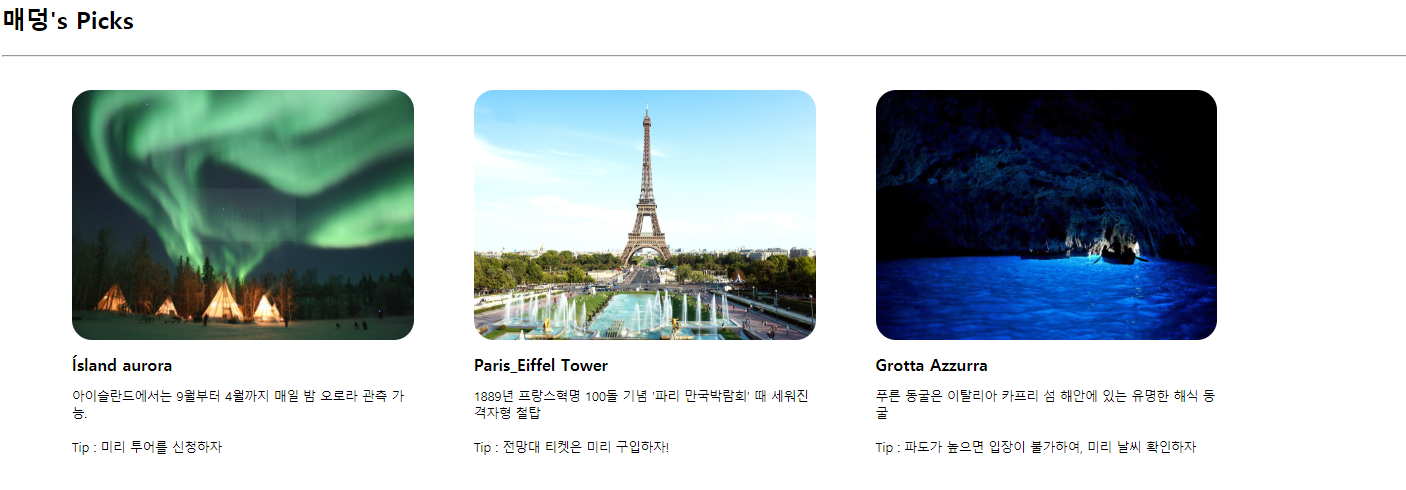 매덩's Picks
Ísland aurora
아이슬란드에서는 9월부터 4월까지 매일 밤 오로라 관측 가
능.
Tip : 미리 투어를 신청하자
Paris_Eiffel Tower
1889년 프랑스혁명 100돌 기념 '파리 만국박람회' 때 세워진
격자형 철탑
Tip : 전망대 티켓은 미리 구입하자!
Grotta Azzurra
푸른 동굴은 이탈리아 카프리 섬 해안에 있는 유명한 해식 동
굴
Tip : 파도가 높으면 입장이 불가하여, 미리 날씨 확인하자